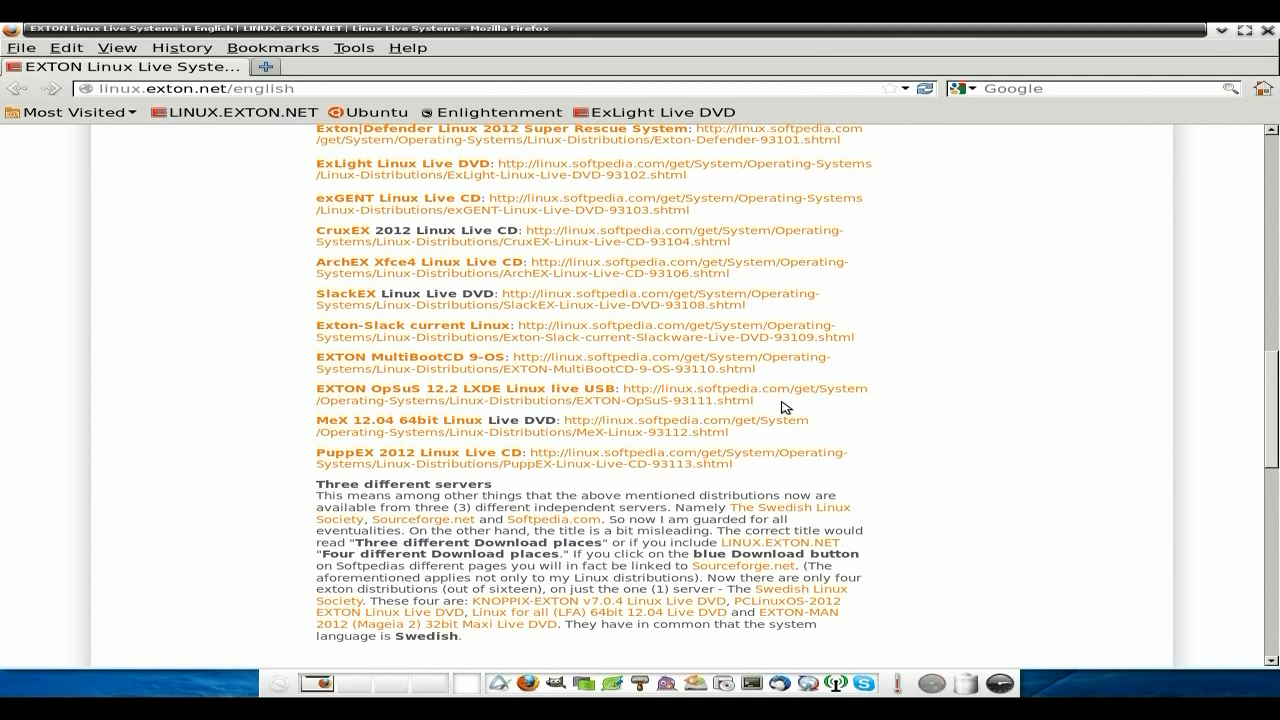 EXTON Linux Live Systems in English | LINUX.EXTON.NET | Linux Live Systems - Mozilla Firefox
File Edit View History Bookmarks Tools Help
EXTON Linux Live Syste...
linux.exton.net/english
Google
Most Visited LINUX.EXTON.NET Ubuntu Enlightenment ExLight Live DVD
Exton|Defender Linux 2012 Super Rescue System: http://linux.softpedia.com
/get/System/Operating-Systems/Linux-Distributions/Exton-Defender-93101.shtml
ExLight Linux Live DVD: http://linux.softpedia.com/get/System/Operating-Systems
/Linux-Distributions/ExLight-Linux-Live-DVD-93102.shtml
exGENT Linux Live CD: http://linux.softpedia.com/get/System/Operating-Systems
/Linux-Distributions/exGENT-Linux-Live-DVD-93103.shtml
CruxEX 2012 Linux Live CD: http://linux.softpedia.com/get/System/Operating-
Systems/Linux-Distributions/CruxEX-Linux-Live-CD-93104.shtml
ArchEX Xfce4 Linux Live CD: http://linux.softpedia.com/get/System/Operating-
Systems/Linux-Distributions/ArchEX-Linux-Live-CD-93106.shtml
SlackEX Linux Live DVD: http://linux.softpedia.com/get/System/Operating-
Systems/Linux-Distributions/SlackEX-Linux-Live-DVD-93108.shtml
Exton-Slack current Linux: http://linux.softpedia.com/get/System/Operating-
Systems/Linux-Distributions/Exton-Slack-current-Slackware-Live-DVD-93109.shtml
EXTON MultiBootCD 9-OS: http://linux.softpedia.com/get/System/Operating-
Systems/Linux-Distributions/EXTON-MultiBootCD-9-OS-93110.shtml
EXTON OpSuS 12.2 LXDE Linux live USB: http://linux.softpedia.com/get/System
/Operating-Systems/Linux-Distributions/EXTON-OpSuS-93111.shtml
MeX 12.04 64bit Linux Live DVD: http://linux.softpedia.com/get/System
/Operating-Systems/Linux-Distributions/MeX-Linux-93112.shtml
PuppEX 2012 Linux Live CD: http://linux.softpedia.com/get/System/Operating-
Systems/Linux-Distributions/PuppEX-Linux-Live-CD-93113.shtml
Three different servers
This means among other things that the above mentioned distributions now are
available from three (3) different independent servers. Namely The Swedish Linux
Society, Sourceforge.net and Softpedia.com. So now I am guarded for all
eventualities. On the other hand, the title is a bit misleading. The correct title would
read "Three different Download places" or if you include LINUX.EXTON.NET
"Four different Download places." If you click on the blue Download button
on Softpedias different pages you will in fact be linked to Sourceforge.net. (The
aforementioned applies not only to my Linux distributions). Now there are only four
exton distributions (out of sixteen), on just the one (1) server - The Swedish Linux
Society. These four are: KNOPPIX-EXTON v7.0.4 Linux Live DVD, PCLinuxOS-2012
EXTON Linux Live DVD, Linux for all (LFA) 64bit 12.04 Live DVD and EXTON-MAN
2012 (Mageia 2) 32bit Maxi Live DVD. They have in common that the system
language is Swedish.